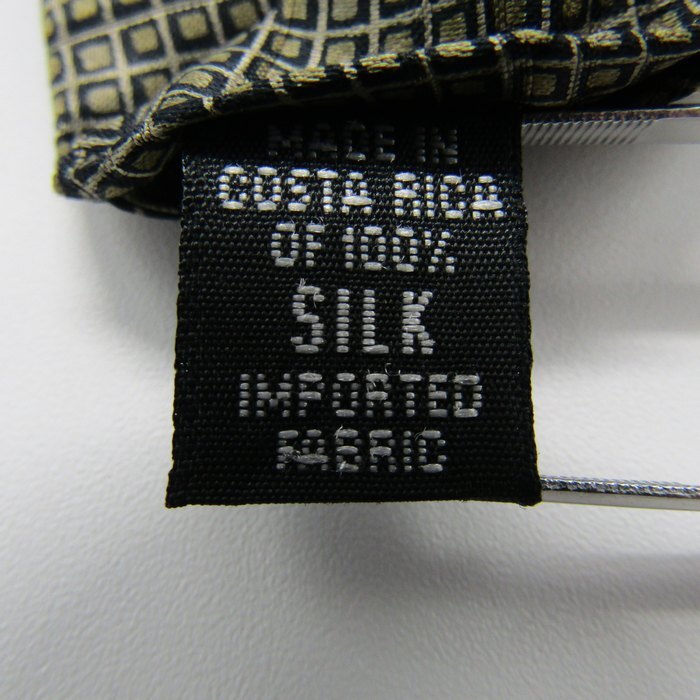 MADE IN
COSTA RICA
OF 100%
SILK
IMPORTED
FABRIC